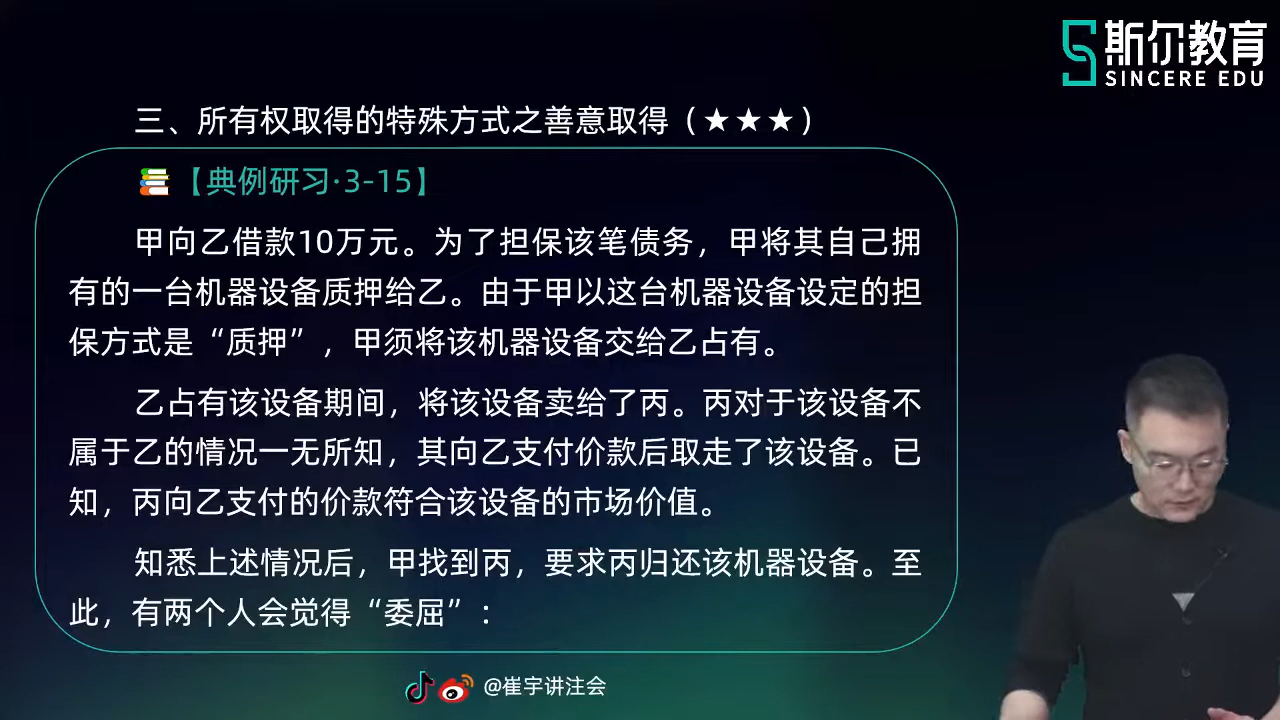 斯尔教育
SINCERE EDU
三、所有权取得的特殊方式之善意取得（★★★）
【典例研习·3-15】
甲向乙借款10万元。为了担保该笔债务，甲将其自己拥
有的一台机器设备质押给乙。由于甲以这台机器设备设定的担
保方式是“质押”，甲须将该机器设备交给乙占有。
乙占有该设备期间，将该设备卖给了丙。丙对于该设备不
属于乙的情况一无所知，其向乙支付价款后取走了该设备。已
知，丙向乙支付的价款符合该设备的市场价值。
知悉上述情况后，甲找到丙，要求丙归还该机器设备。至
此，有两个人会觉得“委屈”：
@崔宇讲注会